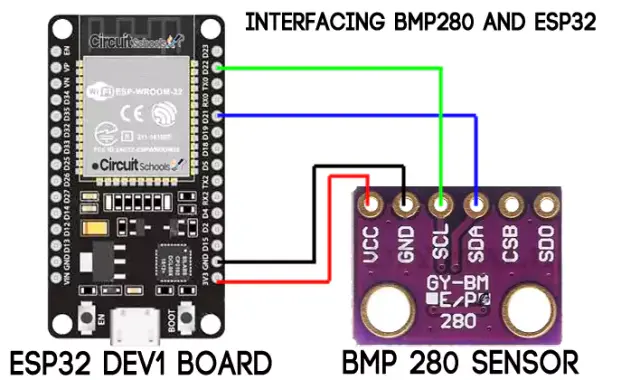 INTERFACING BMP280 AND ESP32
Circuit Schools
EN
VP
VN
D34
D35
D32
D33
D25
D26
D27
D14
D12
D13
GND
VIN
D23
D22
TX0
RX0
D21
D19
D18
D5
TX2
RX2
D4
D2
D15
GND
3V3
WiFi ESP-WROOM-32
CE
Circuit Schools
EN
BOOT
VCC
GND
SCL
SDA
CSB
SDO
GY-BM
E/P
280
ESP32 DEV1 BOARD
BMP 280 SENSOR